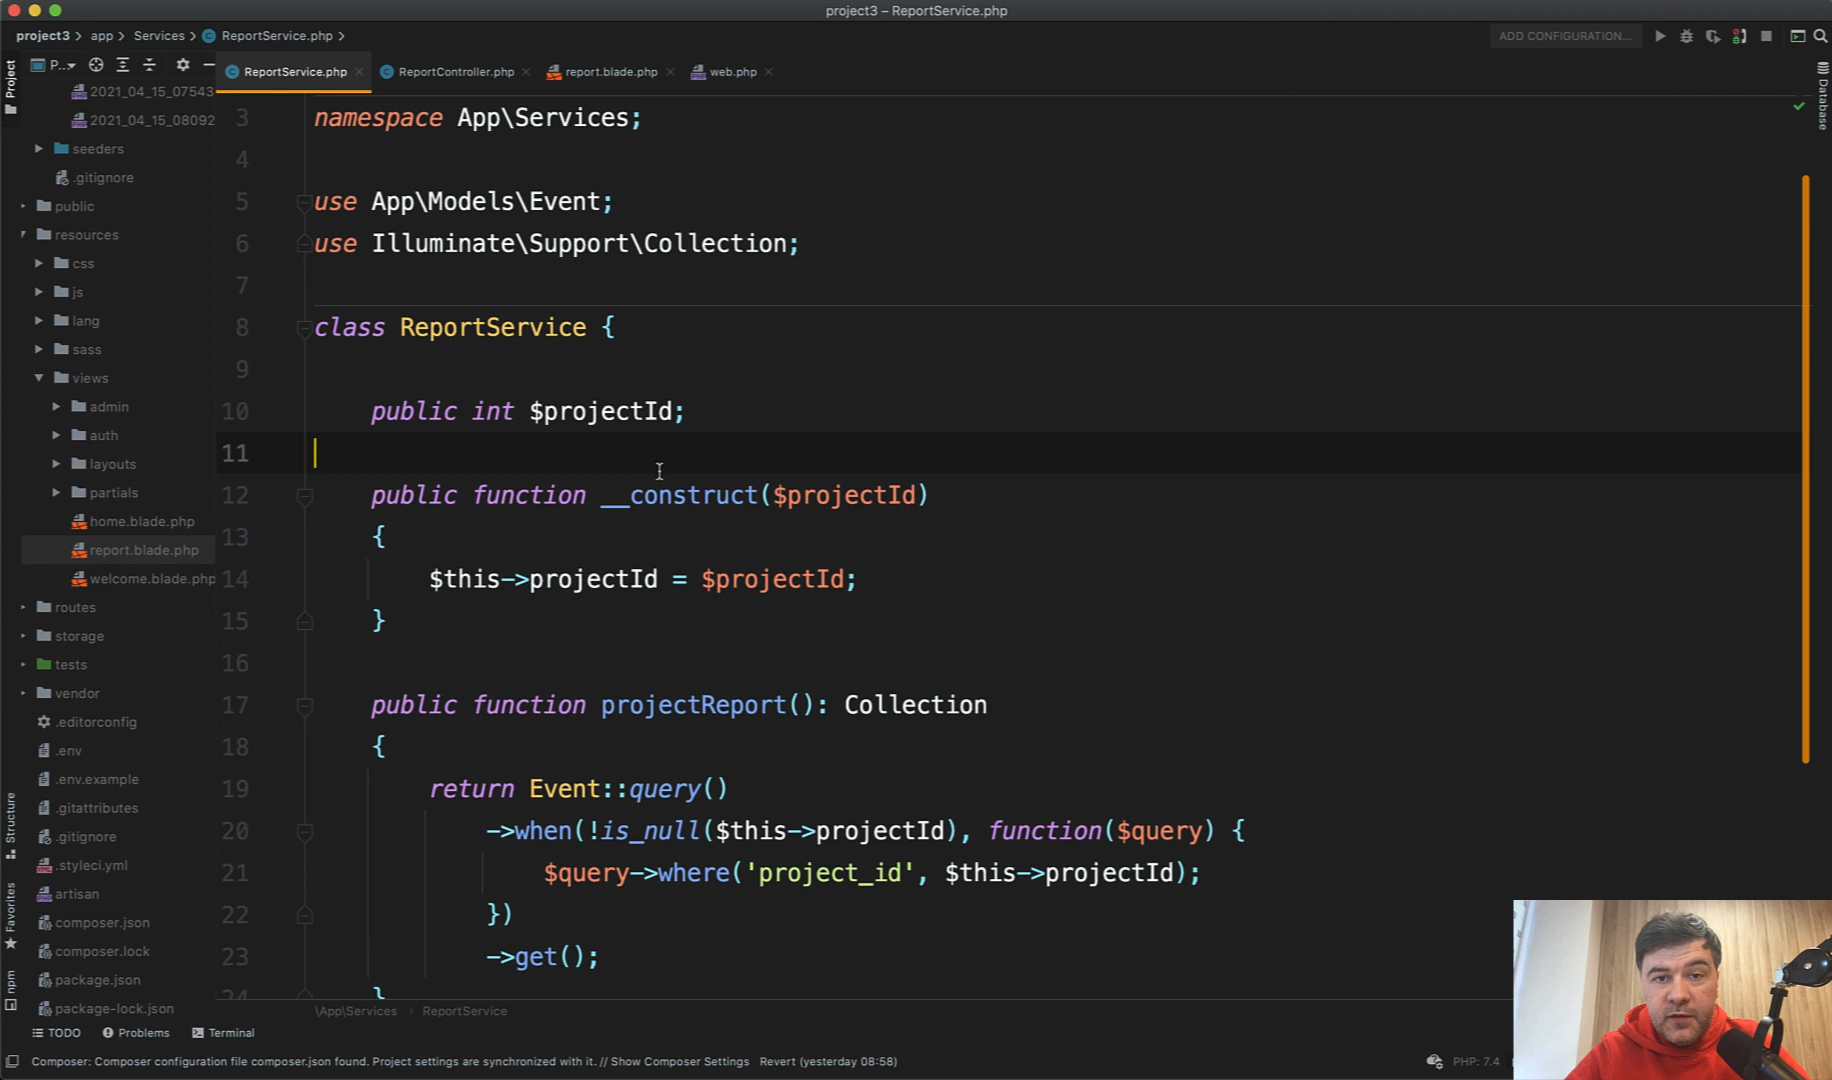 project3 – ReportService.php
project3 > app > Services > ReportService.php >
ADD CONFIGURATION...
Project
P...
ReportService.php
ReportController.php
report.blade.php
web.php
Database
2021_04_15_07543
2021_04_15_08092
seeders
.gitignore
public
resources
css
js
lang
sass
views
admin
auth
layouts
partials
home.blade.php
report.blade.php
welcome.blade.php
routes
storage
tests
vendor
.editorconfig
.env
.env.example
.gitattributes
.gitignore
.styleci.yml
artisan
composer.json
composer.lock
package.json
package-lock.json
Structure
Favorites
npm
3 namespace App\Services;
4
5 use App\Models\Event;
6 use Illuminate\Support\Collection;
7
8 class ReportService {
9
10 public int $projectId;
11
12 public function __construct($projectId)
13 {
14 $this->projectId = $projectId;
15 }
16
17 public function projectReport(): Collection
18 {
19 return Event::query()
20 ->when(!is_null($this->projectId), function($query) {
21 $query->where('project_id', $this->projectId);
22 })
23 ->get();
24 }
\App\Services > ReportService
TODO Problems Terminal
Composer: Composer configuration file composer.json found. Project settings are synchronized with it. // Show Composer Settings Revert (yesterday 08:58)
PHP: 7.4